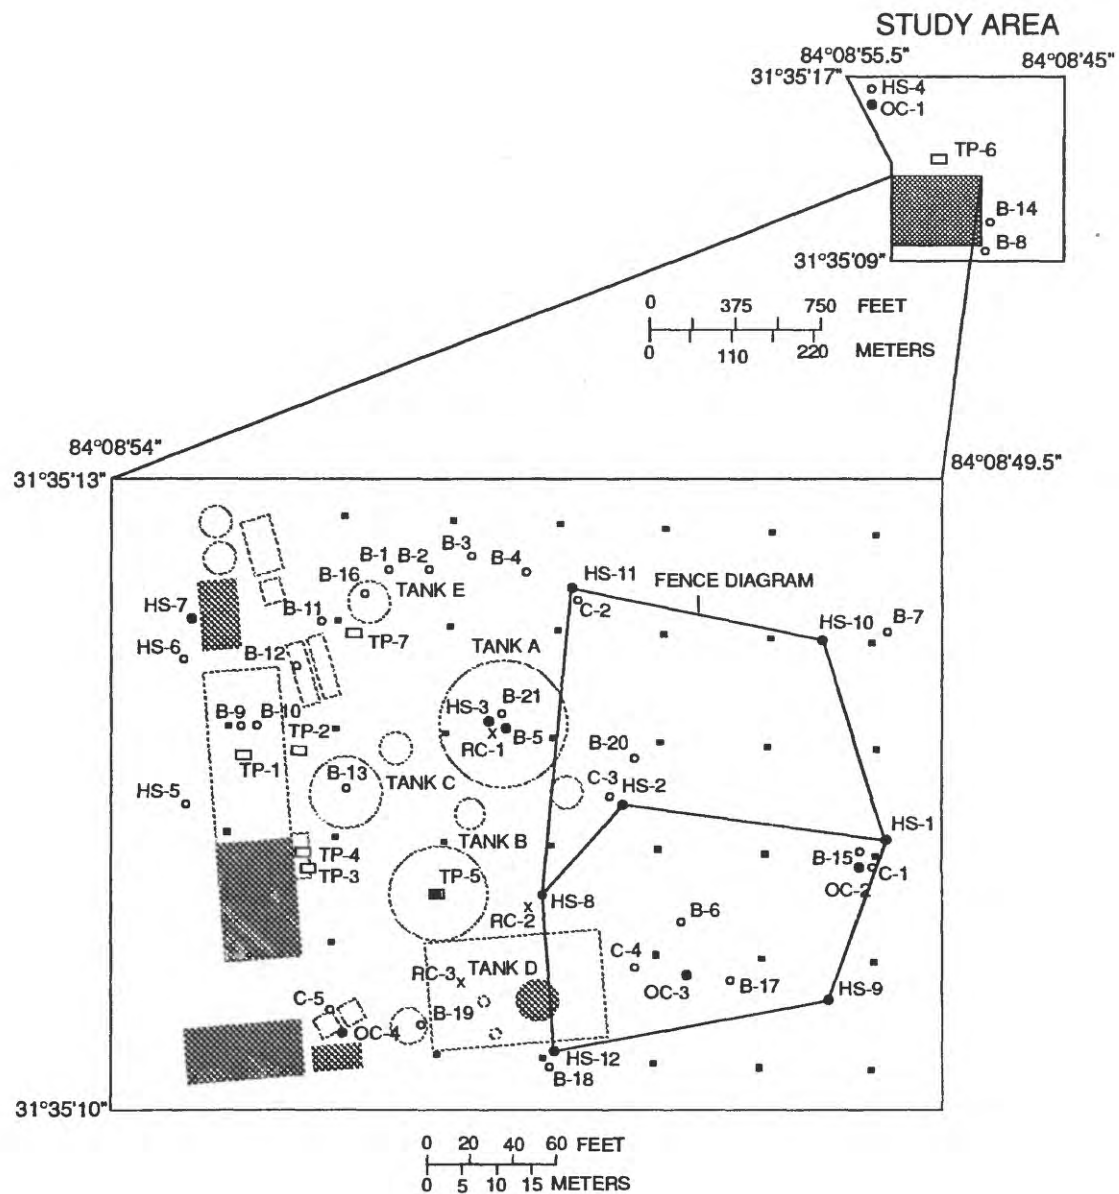 STUDY AREA
84°08'55.5" 84°08'45"
31°35'17"
HS-4
OC-1
TP-6
B-14
B-8
31°35'09"
0 375 750 FEET
0 110 220 METERS
84°08'54"
31°35'13" 84°08'49.5"
B-3
B-1 B-2 B-4
B-16 HS-11
TANK E FENCE DIAGRAM
HS-7 B-11 C-2 HS-10 B-7
TP-7
HS-6 B-12 TANK A
B-21
B-9 B-10 HS-3
TP-2 RC-1 B-5
B-20
TP-1 B-13 TANK C C-3 HS-2
HS-5
TANK B HS-1
TP-4 B-15
TP-3 TP-5 C-1
OC-2
HS-8
RC-2 B-6
C-4
RC-3 TANK D
OC-3 B-17
HS-9
C-5
OC-4 B-19
HS-12
B-18
31°35'10"
0 20 40 60 FEET
0 5 10 15 METERS